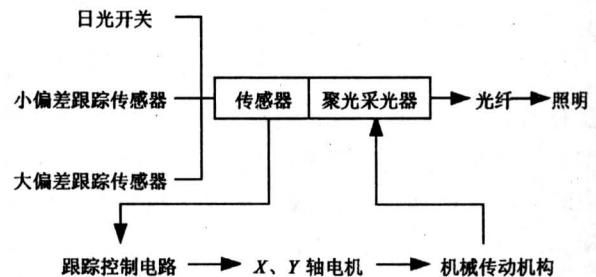 日光开关
小偏差跟踪传感器
传感器
聚光采光器
光纤
照明
大偏差跟踪传感器
跟踪控制电路
X、Y 轴电机
机械传动机构